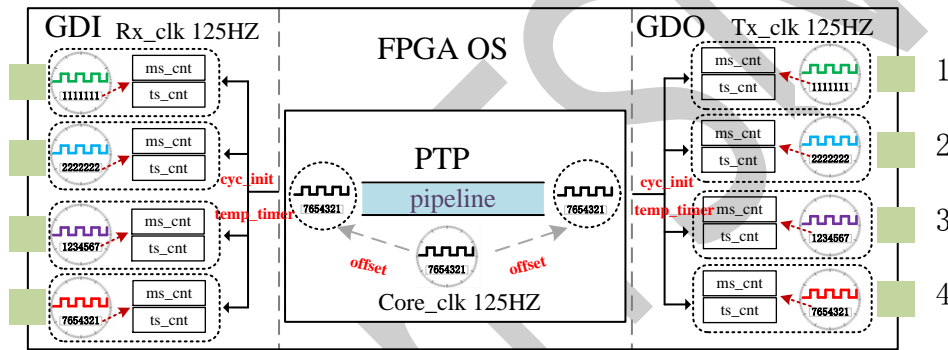 GDI Rx_clk 125HZ
1111111 ms_cnt
ts_cnt
2222222 ms_cnt
ts_cnt
1234567 ms_cnt
ts_cnt
7654321 ms_cnt
ts_cnt
cyc_init
temp_timer
FPGA OS
PTP
7654321 pipeline 7654321
offset 7654321 offset
Core_clk 125HZ
cyc_init
temp_timer
GDO Tx_clk 125HZ
ms_cnt
ts_cnt 1111111
1
ms_cnt
ts_cnt 2222222
2
ms_cnt
ts_cnt 1234567
3
ms_cnt
ts_cnt 7654321
4